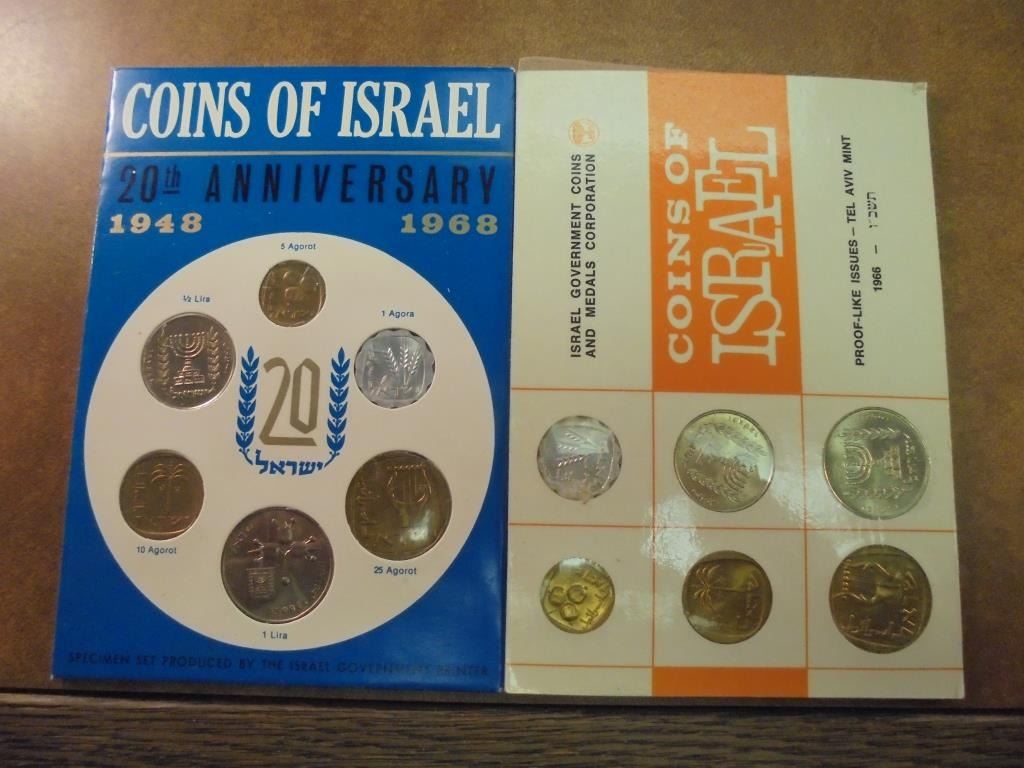 COINS OF ISRAEL
20th ANNIVERSARY
1948 1968
5 Agorot
½ Lira
1 Agora
20
ישראל
10 Agorot
25 Agorot
1 Lira
SPECIMEN SET PRODUCED BY THE ISRAEL GOVERNMENT PRINTER
ISRAEL GOVERNMENT COINS
AND MEDALS CORPORATION
COINS OF
ISRAEL
PROOF-LIKE ISSUES – TEL AVIV MINT
1966 – תשכ"ו